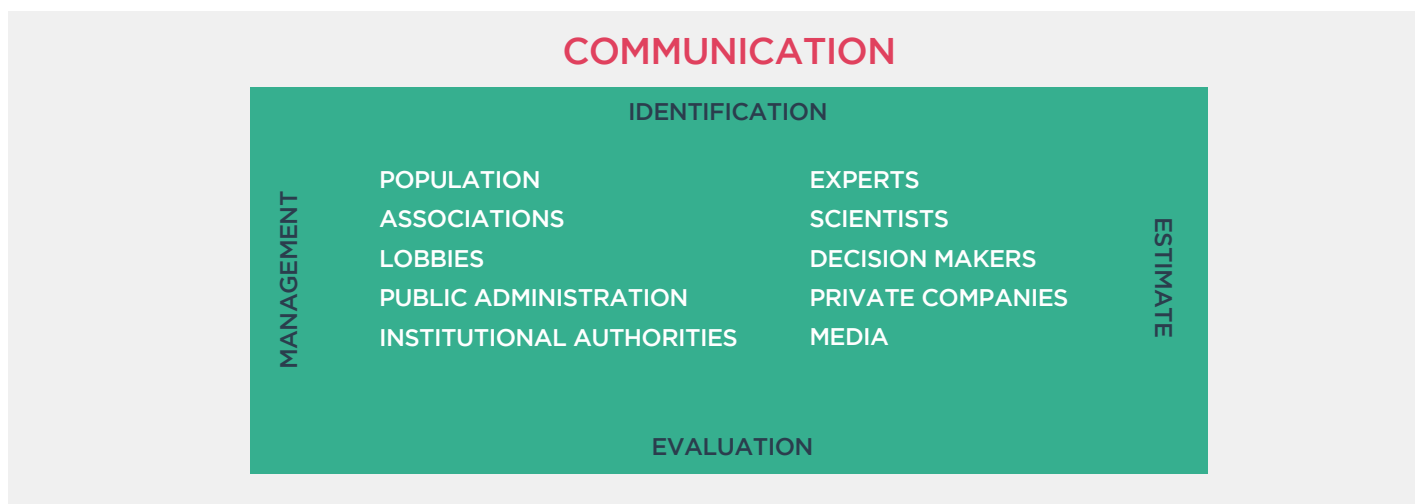 COMMUNICATION
IDENTIFICATION
MANAGEMENT
POPULATION
ASSOCIATIONS
LOBBIES
PUBLIC ADMINISTRATION
INSTITUTIONAL AUTHORITIES
EXPERTS
SCIENTISTS
DECISION MAKERS
PRIVATE COMPANIES
MEDIA
ESTIMATE
EVALUATION